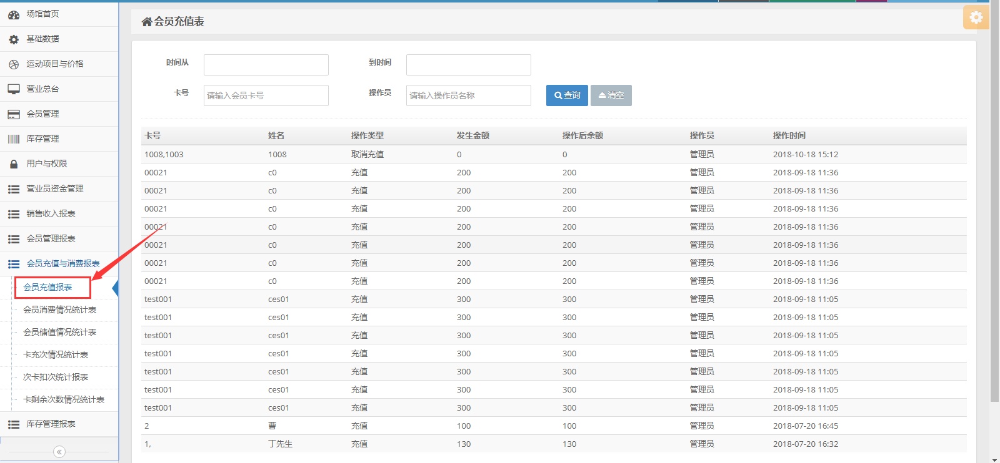 场馆首页
基础数据
运动项目与价格
营业总台
会员管理
库存管理
用户与权限
营业员资金管理
销售收入报表
会员管理报表
会员充值与消费报表
会员充值报表
会员消费情况统计表
会员储值情况统计表
卡充次情况统计表
次卡扣次统计报表
卡剩余次数情况统计表
库存管理报表
会员充值表
时间从 到时间
卡号 请输入会员卡号 操作员 请输入操作员名称 查询 清空
卡号 姓名 操作类型 发生金额 操作后余额 操作员 操作时间
1008,1003 1008 取消充值 0 0 管理员 2018-10-18 15:12
00021 c0 充值 200 200 管理员 2018-09-18 11:36
00021 c0 充值 200 200 管理员 2018-09-18 11:36
00021 c0 充值 200 200 管理员 2018-09-18 11:36
00021 c0 充值 200 200 管理员 2018-09-18 11:36
00021 c0 充值 200 200 管理员 2018-09-18 11:36
00021 c0 充值 200 200 管理员 2018-09-18 11:36
00021 c0 充值 200 200 管理员 2018-09-18 11:36
test001 ces01 充值 300 300 管理员 2018-09-18 11:05
test001 ces01 充值 300 300 管理员 2018-09-18 11:05
test001 ces01 充值 300 300 管理员 2018-09-18 11:05
test001 ces01 充值 300 300 管理员 2018-09-18 11:05
test001 ces01 充值 300 300 管理员 2018-09-18 11:05
test001 ces01 充值 300 300 管理员 2018-09-18 11:05
test001 ces01 充值 300 300 管理员 2018-09-18 11:05
2 曹 充值 100 100 管理员 2018-07-20 16:45
1, 丁先生 充值 130 130 管理员 2018-07-20 16:32